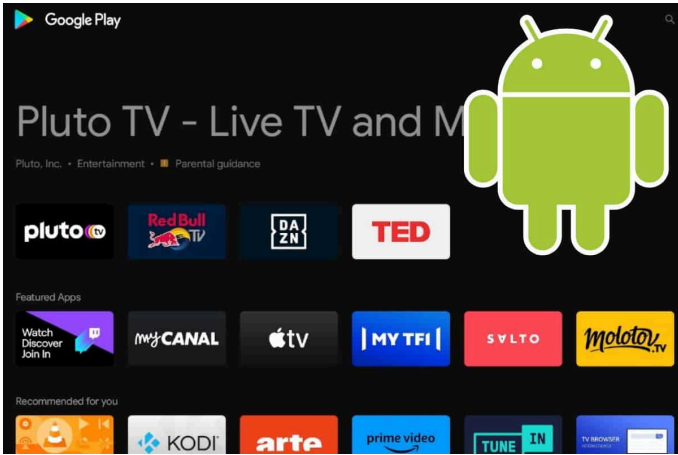 Google Play
Pluto TV - Live TV and M
Pluto, Inc. • Entertainment • Parental guidance
pluto tv
Red Bull
TV
DA
ZN
TED
Featured Apps
Watch
Discover
Join In
myCANAL
tv
MY TF1
SALTO
molotov.tv
Recommended for you
KODI
arte
prime video
TUNE IN
TV BROWSER